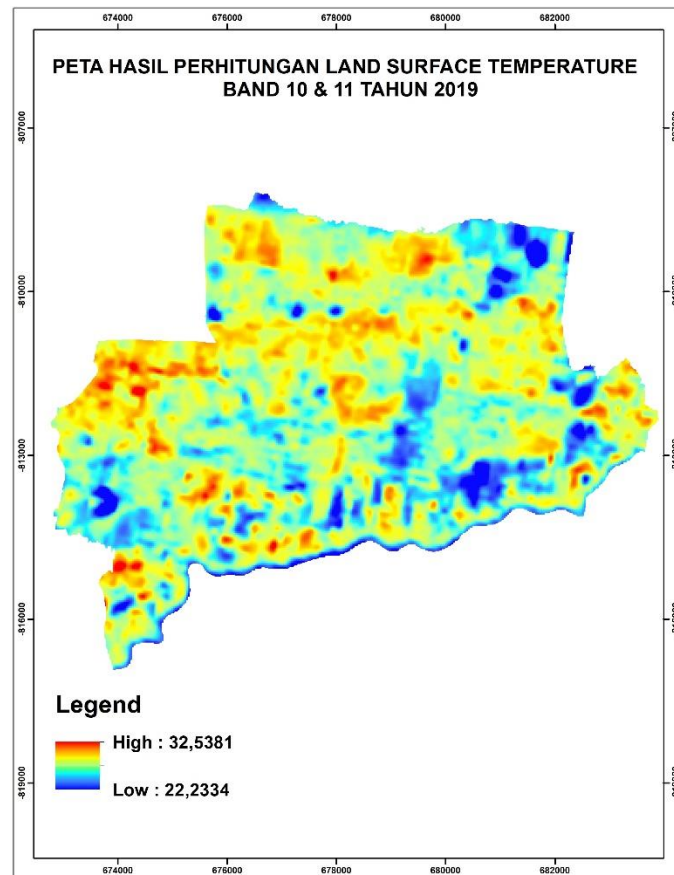 674000 676000 678000 680000 682000
PETA HASIL PERHITUNGAN LAND SURFACE TEMPERATURE
BAND 10 & 11 TAHUN 2019
-807000
-810000
-813000
-816000
-819000
Legend
High : 32,5381
Low : 22,2334
674000 676000 678000 680000 682000